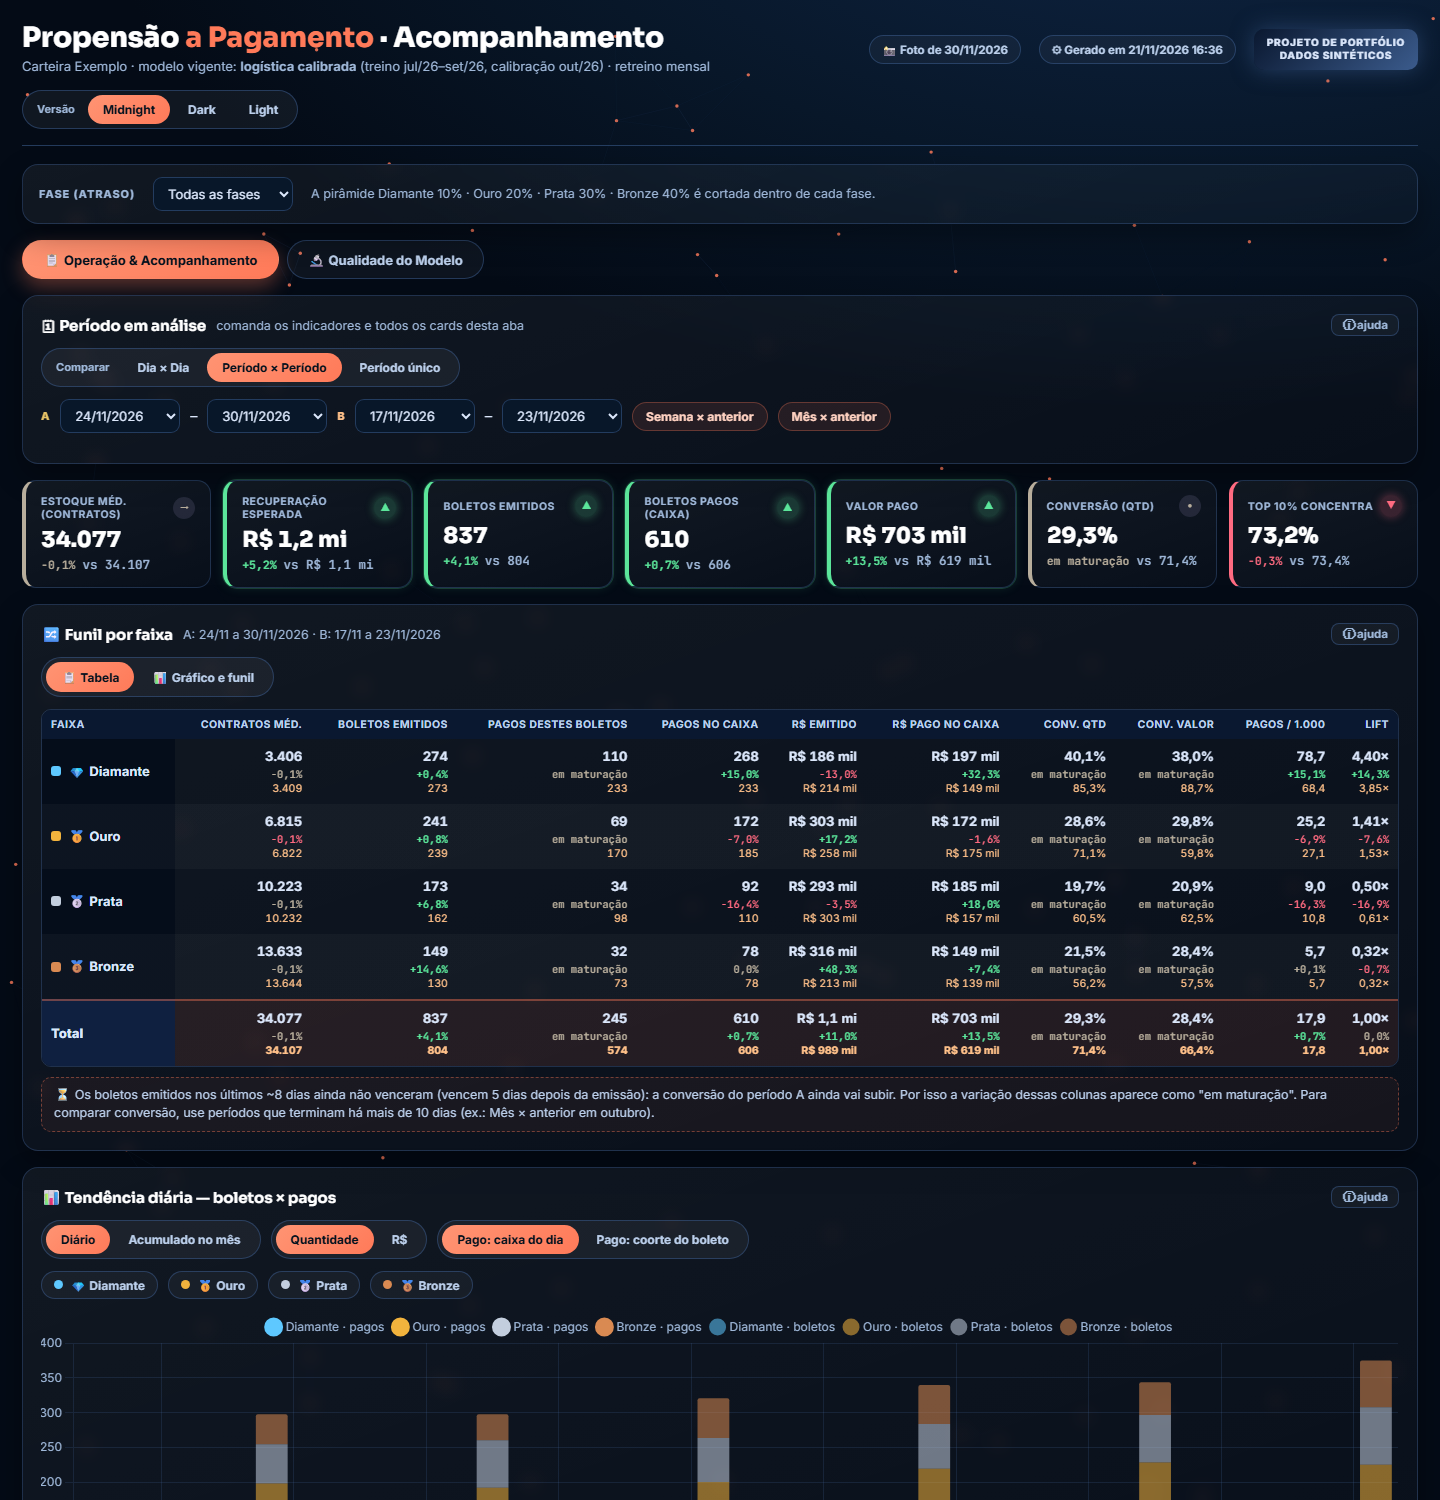 Propensão a Pagamento · Acompanhamento
Carteira Exemplo · modelo vigente: logística calibrada (treino jul/26–set/26, calibração out/26) · retreino mensal
Foto de 30/11/2026
Gerado em 21/11/2026 16:36
PROJETO DE PORTFÓLIO
DADOS SINTÉTICOS
Versão Midnight Dark Light
FASE (ATRASO) Todas as fases A pirâmide Diamante 10% · Ouro 20% · Prata 30% · Bronze 40% é cortada dentro de cada fase.
Operação & Acompanhamento Qualidade do Modelo
Período em análise comanda os indicadores e todos os cards desta aba ajuda
Comparar Dia × Dia Período × Período Período único
A 24/11/2026 – 30/11/2026 B 17/11/2026 – 23/11/2026 Semana × anterior Mês × anterior
ESTOQUE MÉD.
(CONTRATOS)
34.077
-0,1% vs 34.107
RECUPERAÇÃO
ESPERADA
R$ 1,2 mi
+5,2% vs R$ 1,1 mi
BOLETOS EMITIDOS
837
+4,1% vs 804
BOLETOS PAGOS
(CAIXA)
610
+0,7% vs 606
VALOR PAGO
R$ 703 mil
+13,5% vs R$ 619 mil
CONVERSÃO (QTD)
29,3%
em maturação vs 71,4%
TOP 10% CONCENTRA
73,2%
-0,3% vs 73,4%
Funil por faixa A: 24/11 a 30/11/2026 · B: 17/11 a 23/11/2026 ajuda
Tabela Gráfico e funil
FAIXA CONTRATOS MÉD. BOLETOS EMITIDOS PAGOS DESTES BOLETOS PAGOS NO CAIXA R$ EMITIDO R$ PAGO NO CAIXA CONV. QTD CONV. VALOR PAGOS / 1.000 LIFT
3.406 274 110 268 R$ 186 mil R$ 197 mil 40,1% 38,0% 78,7 4,40×
Diamante -0,1% +0,4% em maturação +15,0% -13,0% +32,3% em maturação em maturação +15,1% +14,3%
3.409 273 233 233 R$ 214 mil R$ 149 mil 85,3% 88,7% 68,4 3,85×
6.815 241 69 172 R$ 303 mil R$ 172 mil 28,6% 29,8% 25,2 1,41×
Ouro -0,1% +0,8% em maturação -7,0% +17,2% -1,6% em maturação em maturação -6,9% -7,6%
6.822 239 170 185 R$ 258 mil R$ 175 mil 71,1% 59,8% 27,1 1,53×
10.223 173 34 92 R$ 293 mil R$ 185 mil 19,7% 20,9% 9,0 0,50×
Prata -0,1% +6,8% em maturação -16,4% -3,5% +18,0% em maturação em maturação -16,3% -16,9%
10.232 162 98 110 R$ 303 mil R$ 157 mil 60,5% 62,5% 10,8 0,61×
13.633 149 32 78 R$ 316 mil R$ 149 mil 21,5% 28,4% 5,7 0,32×
Bronze -0,1% +14,6% em maturação 0,0% +48,3% +7,4% em maturação em maturação +0,1% -0,7%
13.644 130 73 78 R$ 213 mil R$ 139 mil 56,2% 57,5% 5,7 0,32×
34.077 837 245 610 R$ 1,1 mi R$ 703 mil 29,3% 28,4% 17,9 1,00×
Total -0,1% +4,1% em maturação +0,7% +11,0% +13,5% em maturação em maturação +0,7% 0,0%
34.107 804 574 606 R$ 989 mil R$ 619 mil 71,4% 66,4% 17,8 1,00×
Os boletos emitidos nos últimos ~8 dias ainda não venceram (vencem 5 dias depois da emissão): a conversão do período A ainda vai subir. Por isso a variação dessas colunas aparece como "em maturação". Para
comparar conversão, use períodos que terminam há mais de 10 dias (ex.: Mês × anterior em outubro).
Tendência diária — boletos × pagos ajuda
Diário Acumulado no mês Quantidade R$ Pago: caixa do dia Pago: coorte do boleto
Diamante Ouro Prata Bronze
Diamante · pagos Ouro · pagos Prata · pagos Bronze · pagos Diamante · boletos Ouro · boletos Prata · boletos Bronze · boletos
400
350
300
250
200